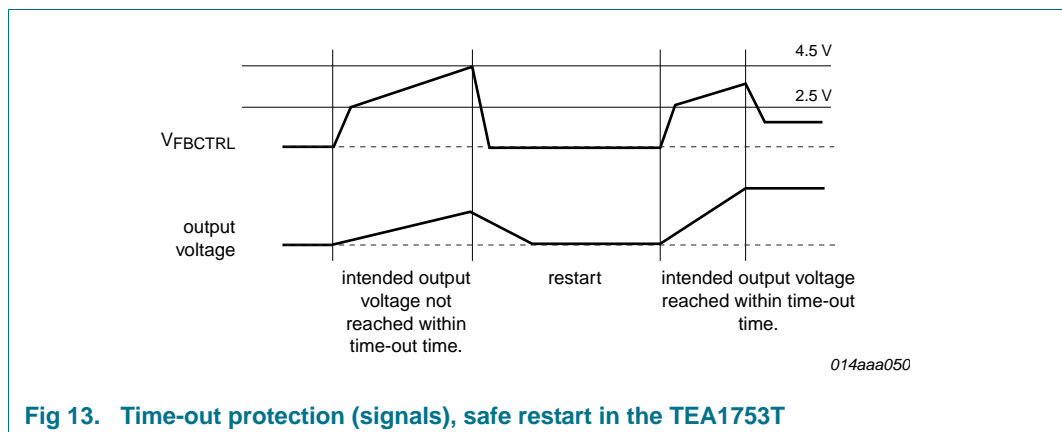 4.5 V
2.5 V
VFBCTRL
output
voltage
intended output
voltage not
reached within
time-out time.
restart
intended output voltage
reached within time-out
time.
014aaa050
Fig 13. Time-out protection (signals), safe restart in the TEA1753T